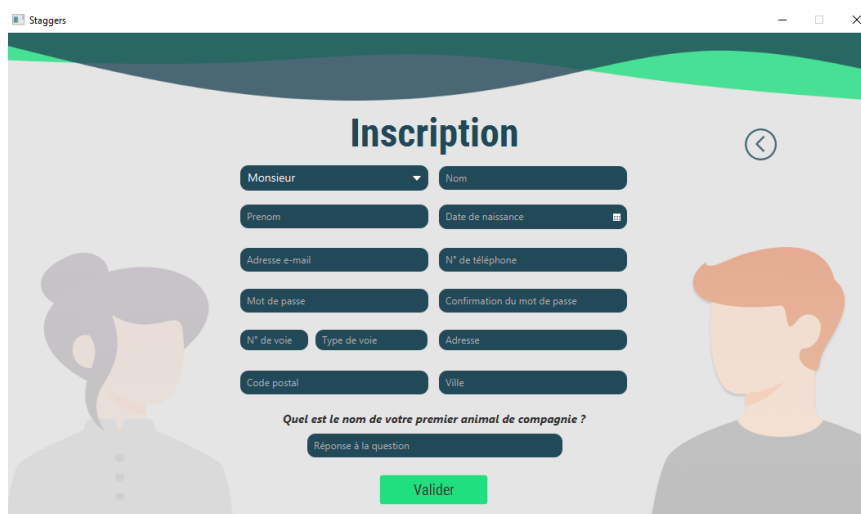 Staggers
Inscription
Monsieur
Nom
Prenom
Date de naissance
Adresse e-mail
N° de téléphone
Mot de passe
Confirmation du mot de passe
N° de voie
Type de voie
Adresse
Code postal
Ville
Quel est le nom de votre premier animal de compagnie ?
Réponse à la question
Valider